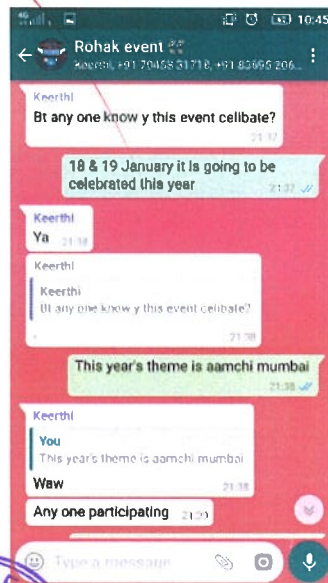 4G
10:45
Rohak event
Keerthi, +91 70458 31718, +91 83695 206...
Keerthi
Bt any one know y this event celibate?
21:37
18 & 19 January it is going to be
celebrated this year
21:37
Keerthi
Ya 21:38
Keerthi
Keerthi
Bt any one know y this event celibate?
21:38
This year's theme is aamchi mumbai
21:38
Keerthi
You
This year's theme is aamchi mumbai
Waw 21:38
Any one participating 21:39
Type a message